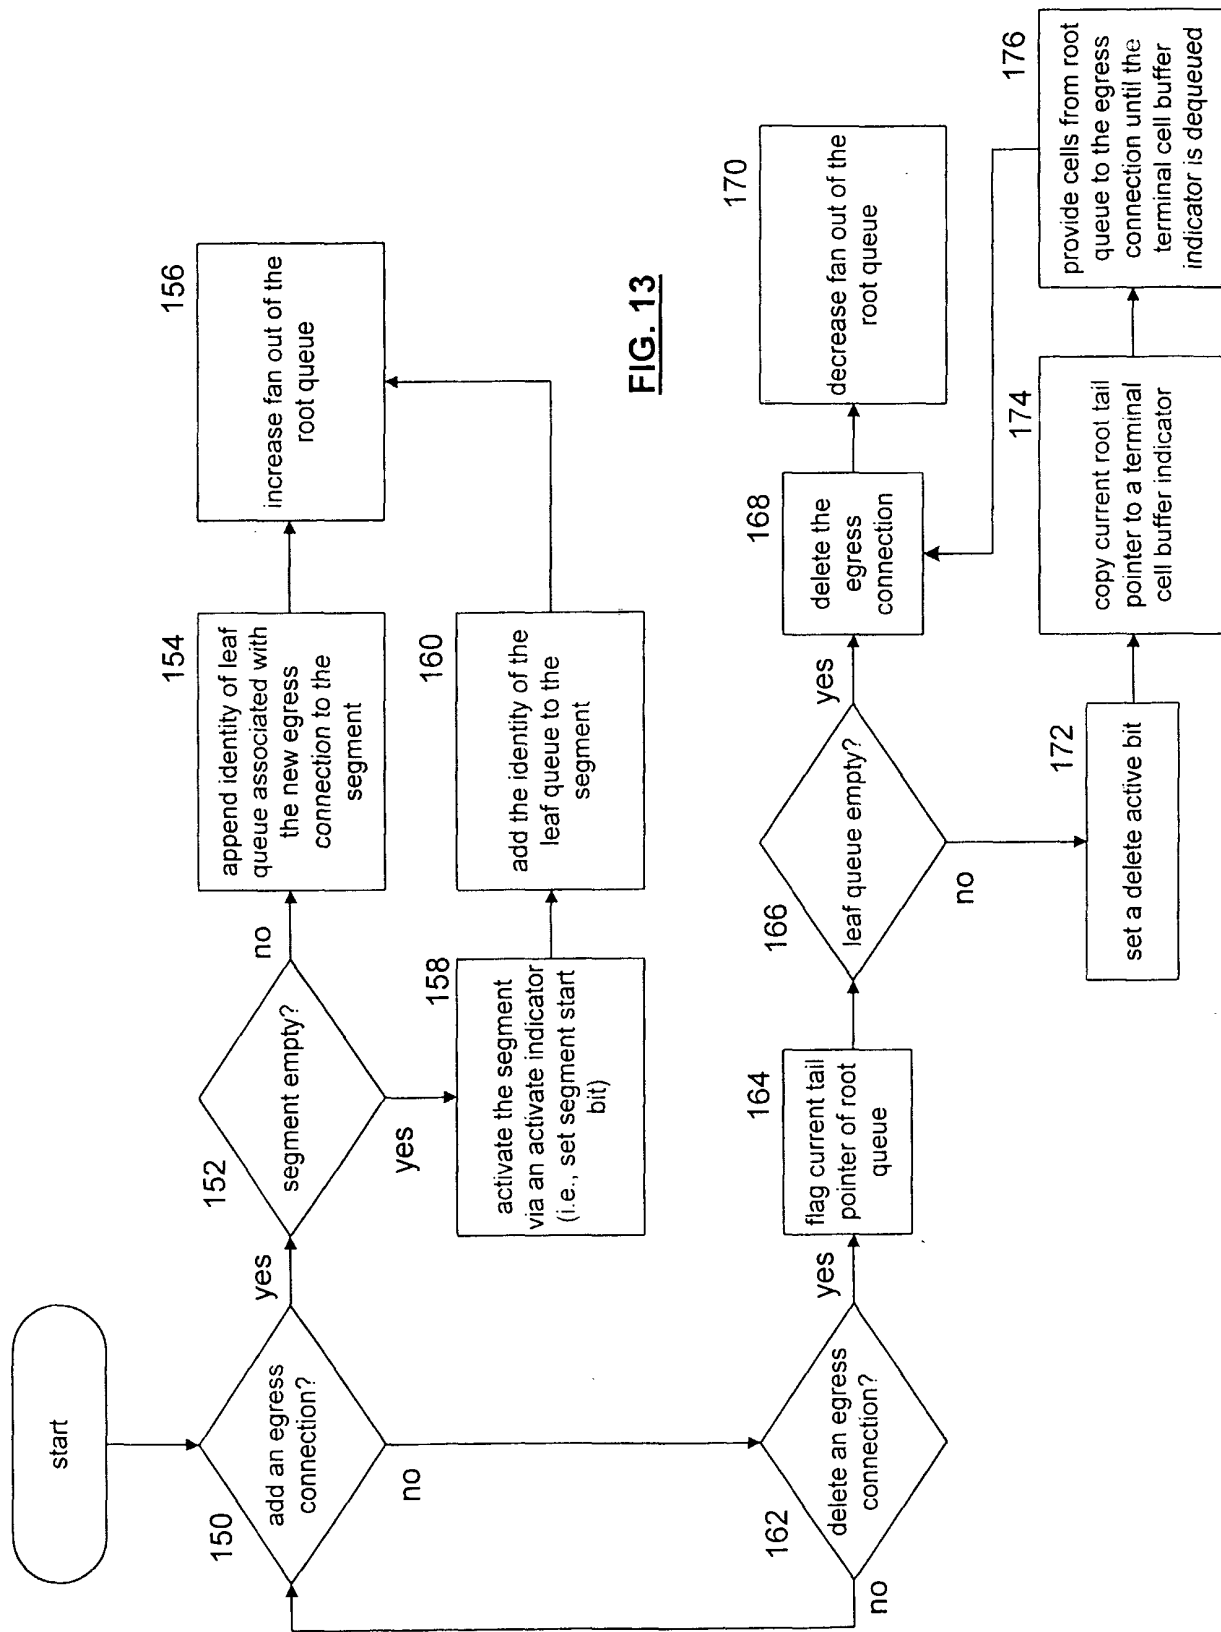 start
150
add an egress
connection?
yes
no
152
segment empty?
no
yes
154
append identity of leaf
queue associated with
the new egress
connection to the
segment
156
increase fan out of the
root queue
158
activate the segment
via an activate indicator
(i.e., set segment start
bit)
160
add the identity of the
leaf queue to the
segment
FIG. 13
162
delete an egress
connection?
yes
no
164
flag current tail
pointer of root
queue
166
leaf queue empty?
yes
no
168
delete the
egress
connection
170
decrease fan out of the
root queue
172
set a delete active bit
174
copy current root tail
pointer to a terminal
cell buffer indicator
176
provide cells from root
queue to the egress
connection until the
terminal cell buffer
indicator is dequeued